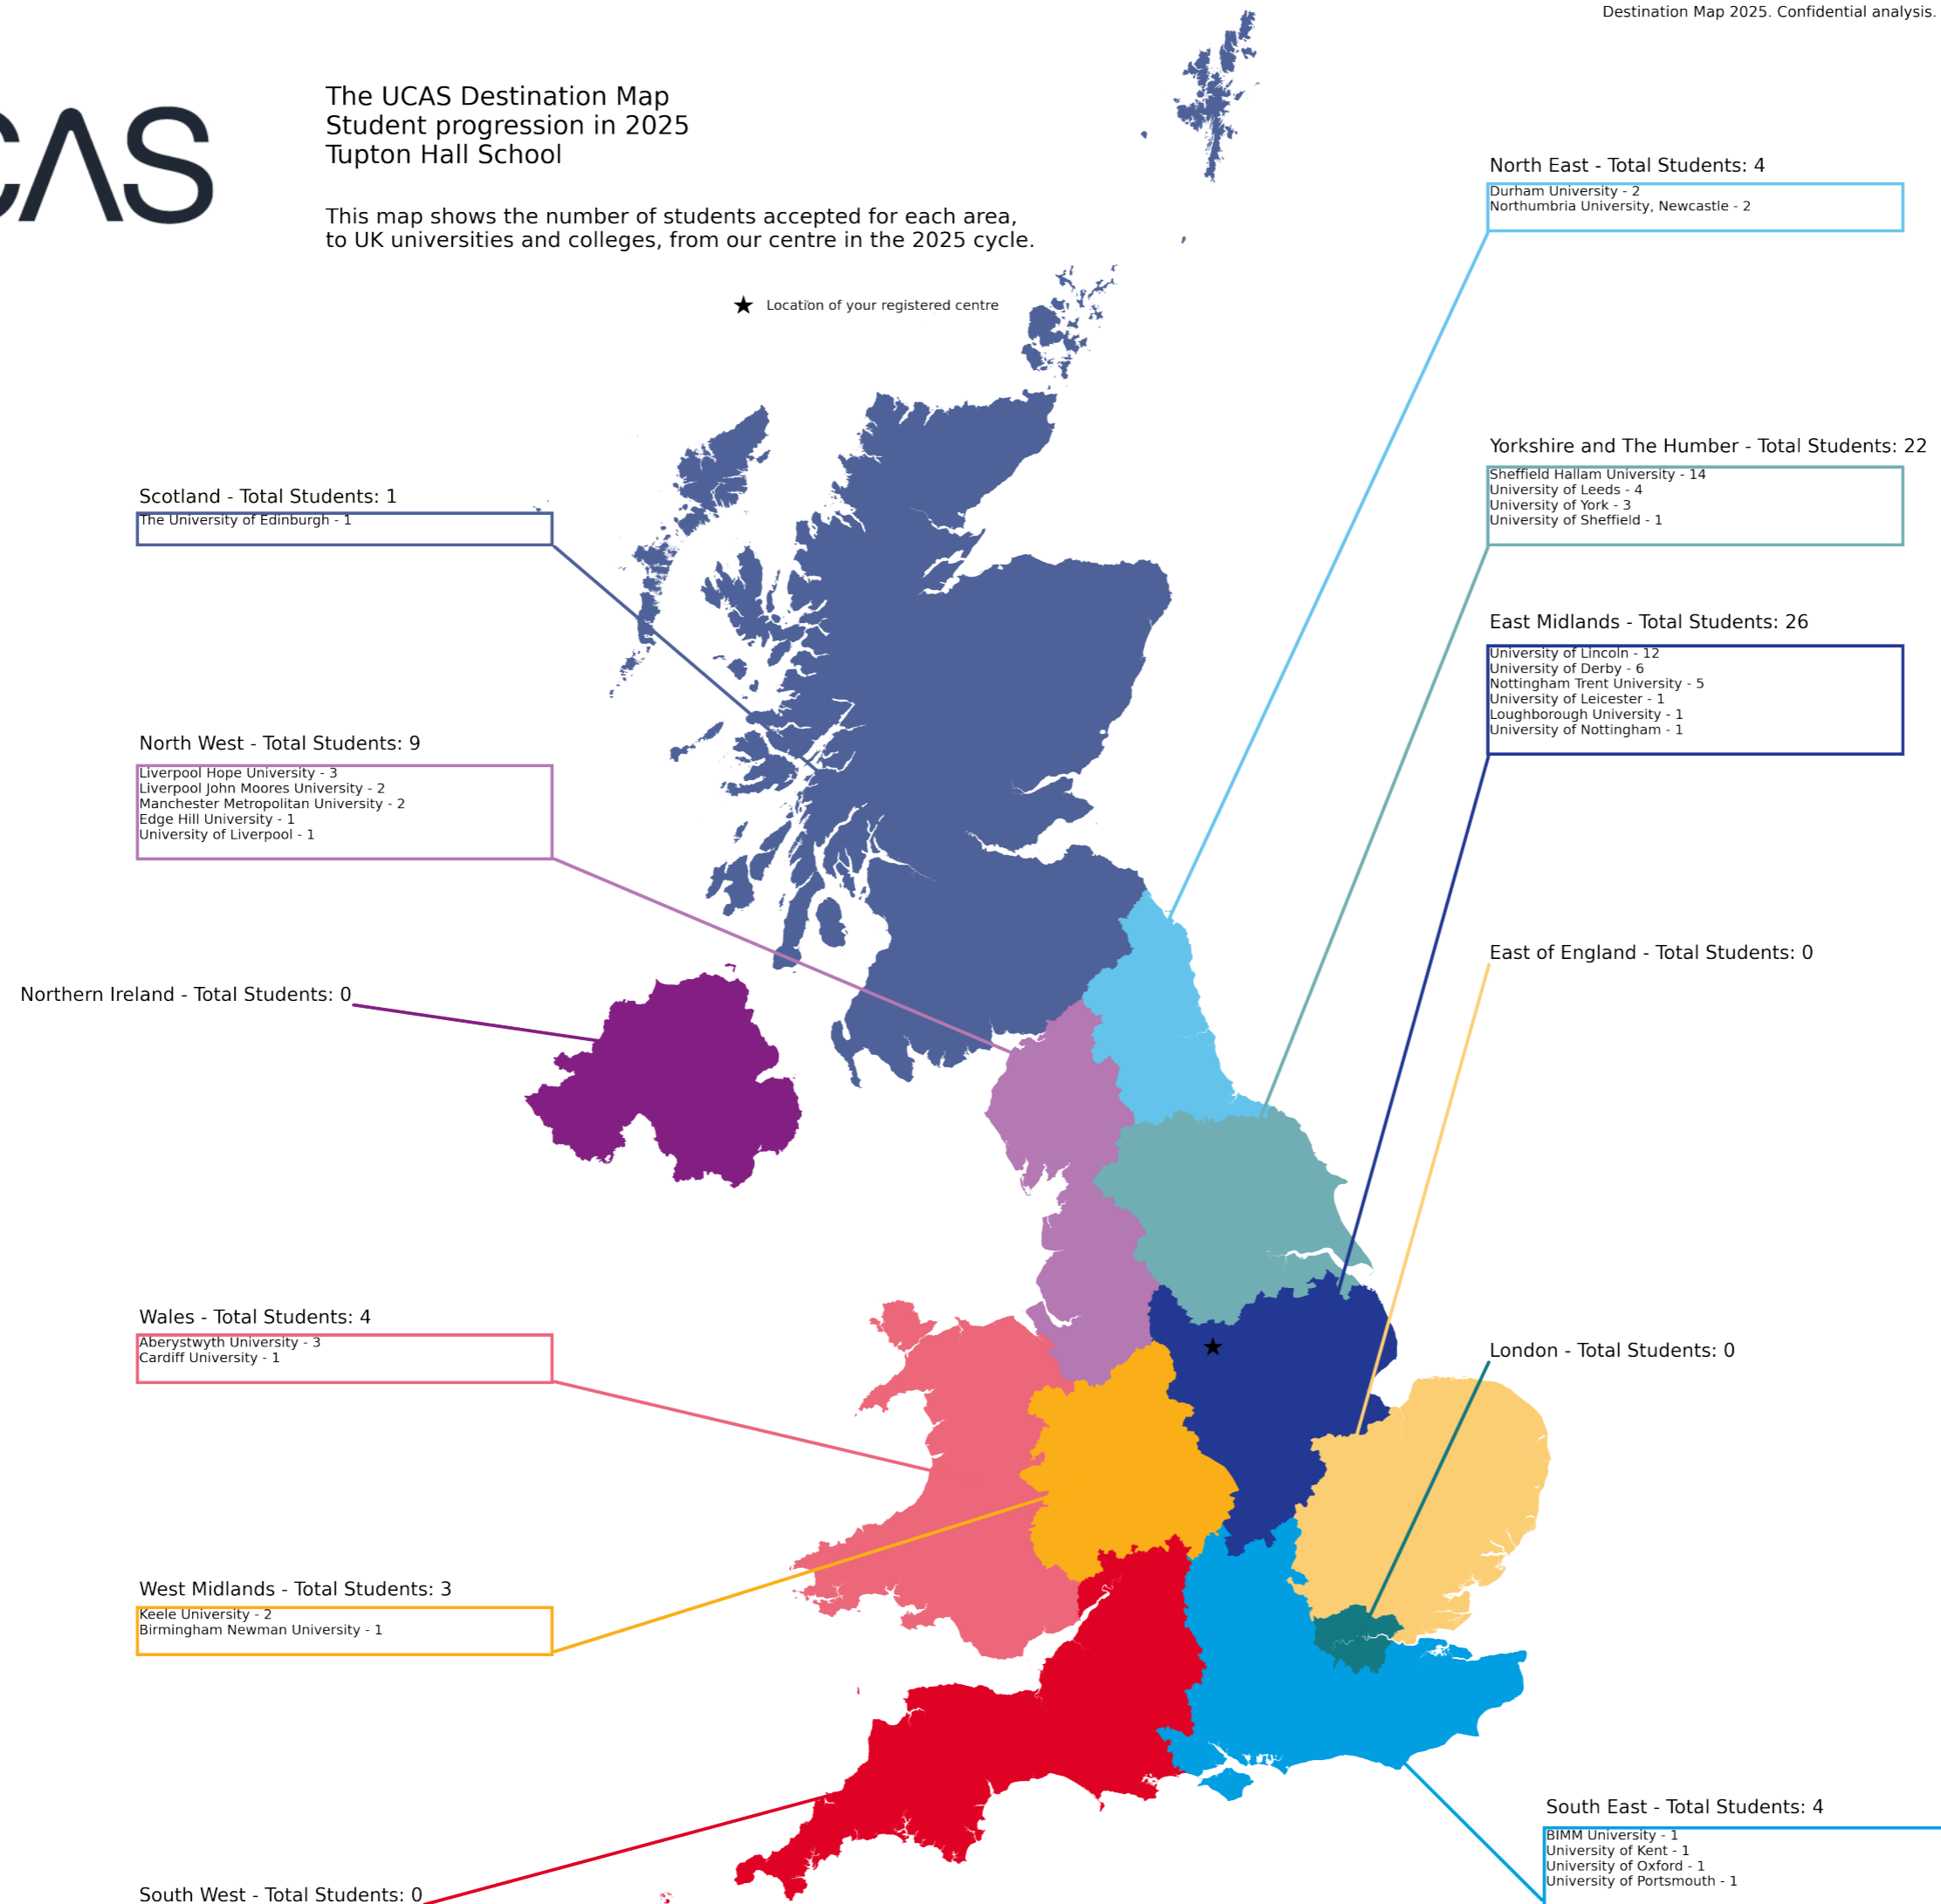 Destination Map 2025. Confidential analysis.
CAS
The UCAS Destination Map
Student progression in 2025
Tupton Hall School
This map shows the number of students accepted for each area,
to UK universities and colleges, from our centre in the 2025 cycle.
Location of your registered centre
North East - Total Students: 4
Durham University - 2
Northumbria University, Newcastle - 2
Yorkshire and The Humber - Total Students: 22
Sheffield Hallam University - 14
University of Leeds - 4
University of York - 3
University of Sheffield - 1
Scotland - Total Students: 1
The University of Edinburgh - 1
East Midlands - Total Students: 26
University of Lincoln - 12
University of Derby - 6
Nottingham Trent University - 5
University of Leicester - 1
Loughborough University - 1
University of Nottingham - 1
North West - Total Students: 9
Liverpool Hope University - 3
Liverpool John Moores University - 2
Manchester Metropolitan University - 2
Edge Hill University - 1
University of Liverpool - 1
East of England - Total Students: 0
Northern Ireland - Total Students: 0
Wales - Total Students: 4
Aberystwyth University - 3
Cardiff University - 1
London - Total Students: 0
West Midlands - Total Students: 3
Keele University - 2
Birmingham Newman University - 1
South East - Total Students: 4
BIMM University - 1
University of Kent - 1
University of Oxford - 1
University of Portsmouth - 1
South West - Total Students: 0